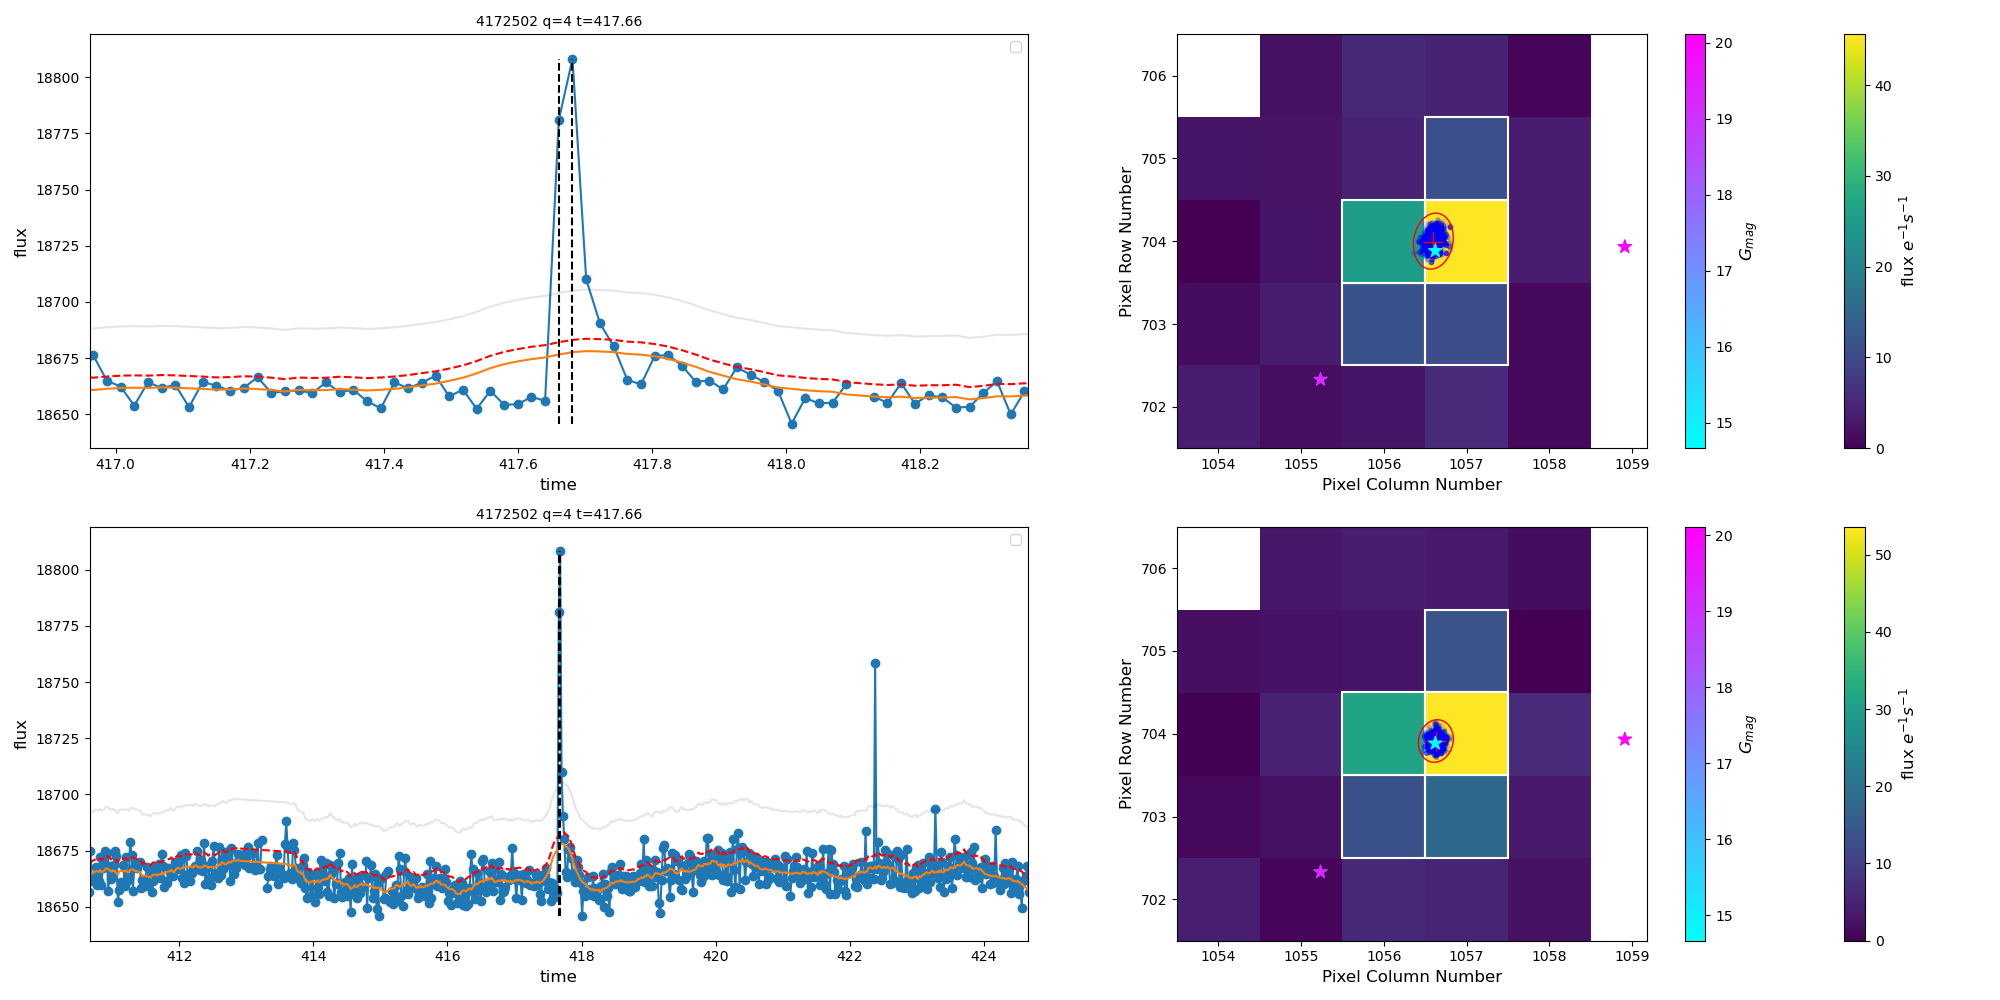 4172502 q=4 t=417.66
flux
18800
18775
18750
18725
18700
18675
18650
417.0 417.2 417.4 417.6 417.8 418.0 418.2
time
706
705
704
703
702
Pixel Row Number
1054 1055 1056 1057 1058 1059
Pixel Column Number
20
19
18
17
16
15
G mag
40
30
20
10
0
flux e⁻¹s⁻¹
4172502 q=4 t=417.66
flux
18800
18775
18750
18725
18700
18675
18650
412 414 416 418 420 422 424
time
706
705
704
703
702
Pixel Row Number
1054 1055 1056 1057 1058 1059
Pixel Column Number
20
19
18
17
16
15
G mag
50
40
30
20
10
0
flux e⁻¹s⁻¹